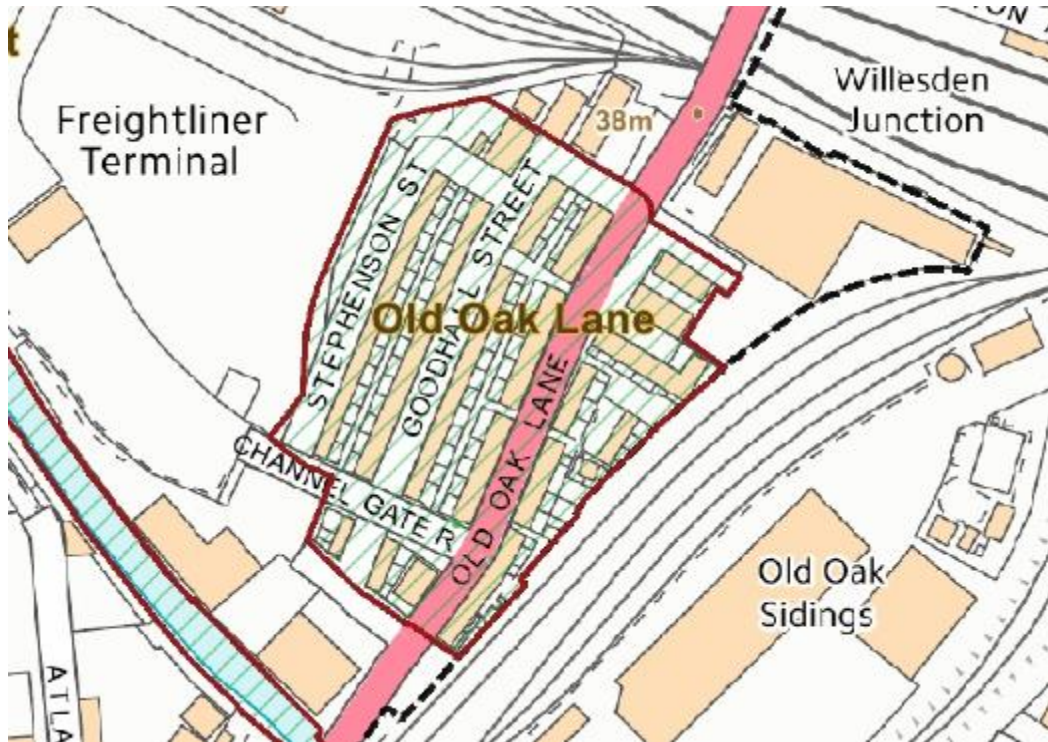 t
ON
Freightliner
Terminal
Willesden
Junction
38m
STEPHENSON ST
GOODHALL STREET
Old Oak Lane
OLD OAK LANE
CHANNEL GATE R
Old Oak
Sidings
ATLA